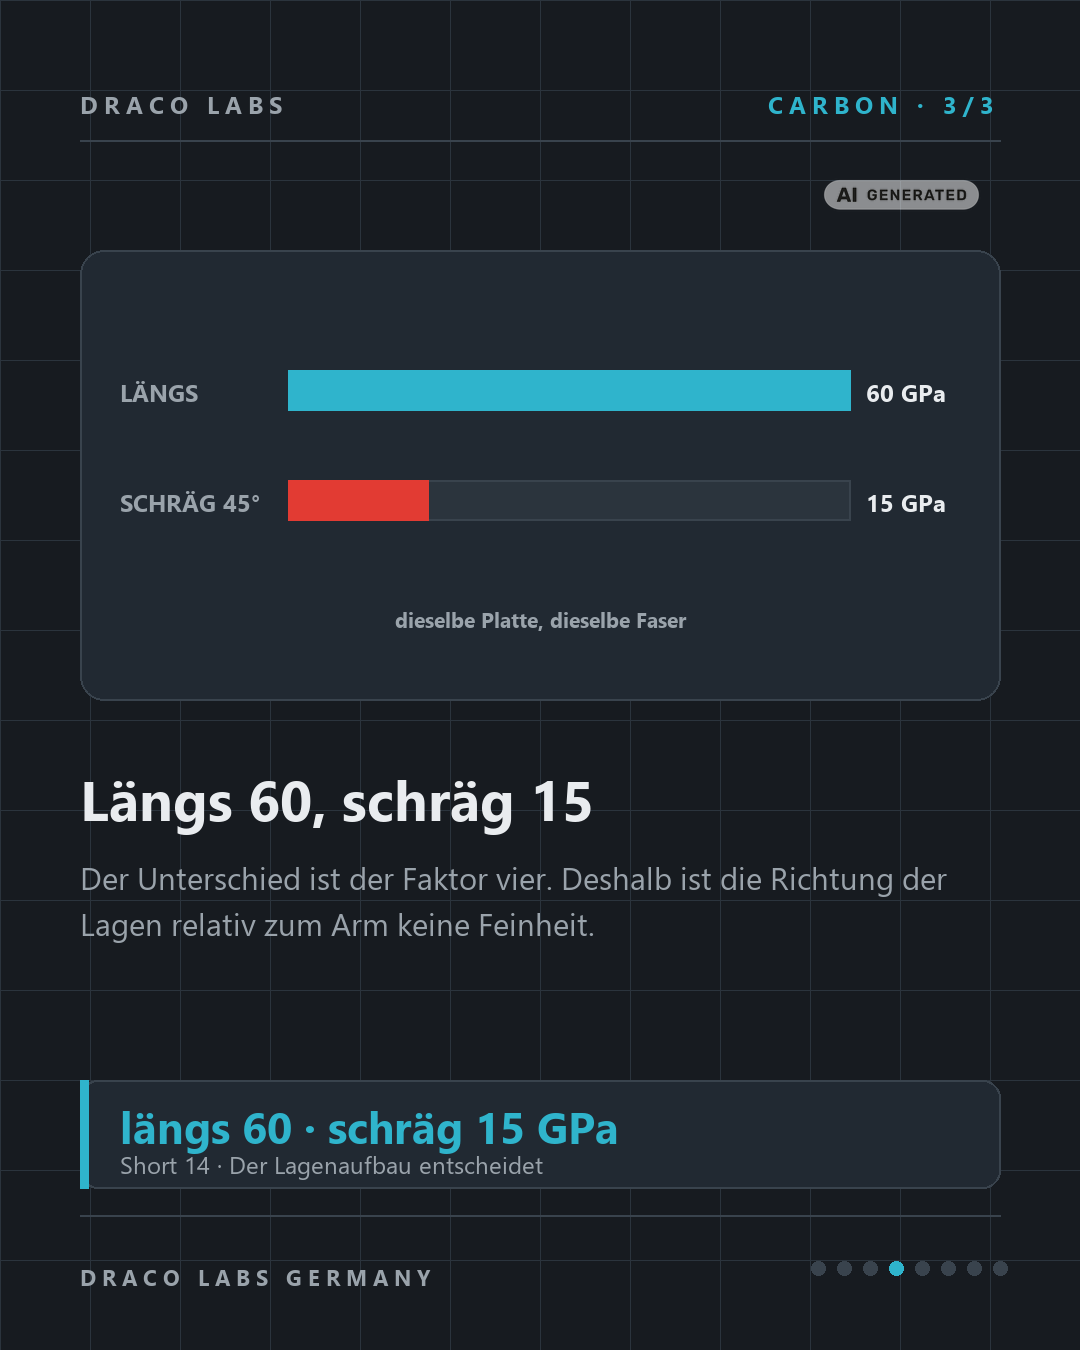 DRACO LABS
CARBON · 3/3
AI GENERATED
LÄNGS
60 GPa
SCHRÄG 45°
15 GPa
dieselbe Platte, dieselbe Faser
Längs 60, schräg 15
Der Unterschied ist der Faktor vier. Deshalb ist die Richtung der
Lagen relativ zum Arm keine Feinheit.
längs 60 · schräg 15 GPa
Short 14 · Der Lagenaufbau entscheidet
DRACO LABS GERMANY